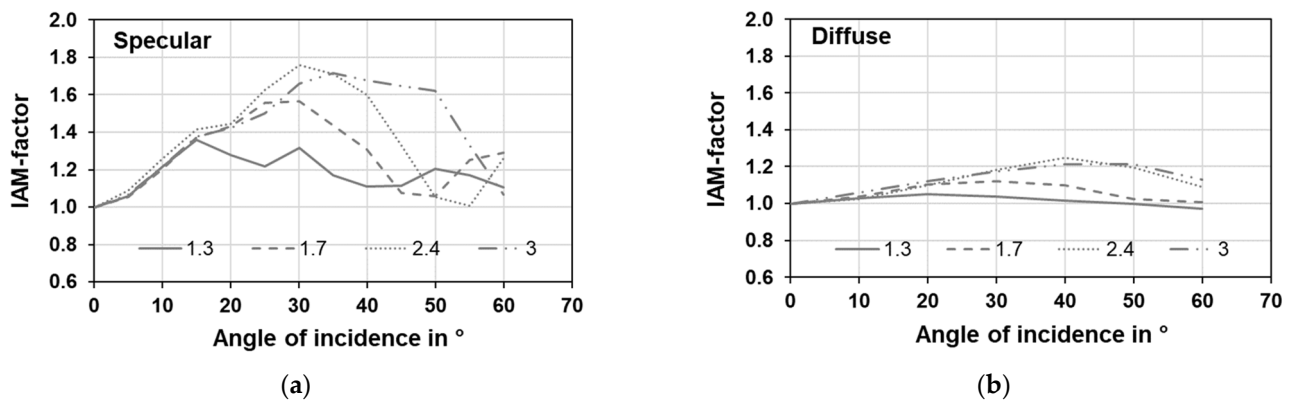 Specular
2.0
1.8
1.6
1.4
1.2
1.0
0.8
0.6
IAM-factor
1.3 1.7 2.4 3
0 10 20 30 40 50 60 70
Angle of incidence in °
(a)
Diffuse
2.0
1.8
1.6
1.4
1.2
1.0
0.8
0.6
IAM-factor
1.3 1.7 2.4 3
0 10 20 30 40 50 60 70
Angle of incidence in °
(b)